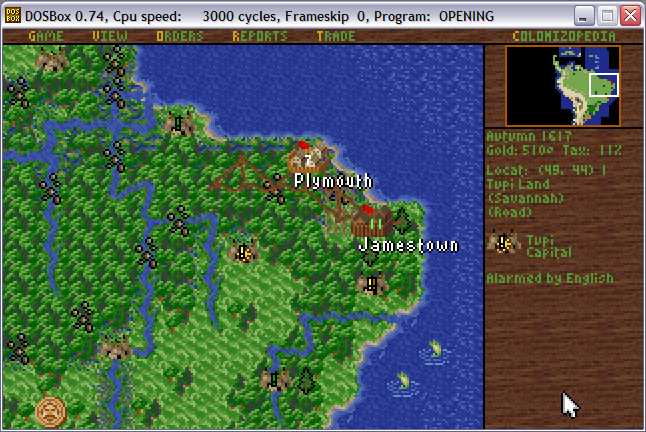 DOSBox 0.74, Cpu speed: 3000 cycles, Frameskip 0, Program: OPENING
GAME VIEW ORDERS REPORTS TRADE COLONIZOPEDIA
Autumn 1617
Gold: 510¤ Tax: 11%
Locat: (49, 44) 1
Tupi Land
(Savannah)
(Road)
Tupi
Capital
Alarmed by English
7
Plymouth
11
Jamestown